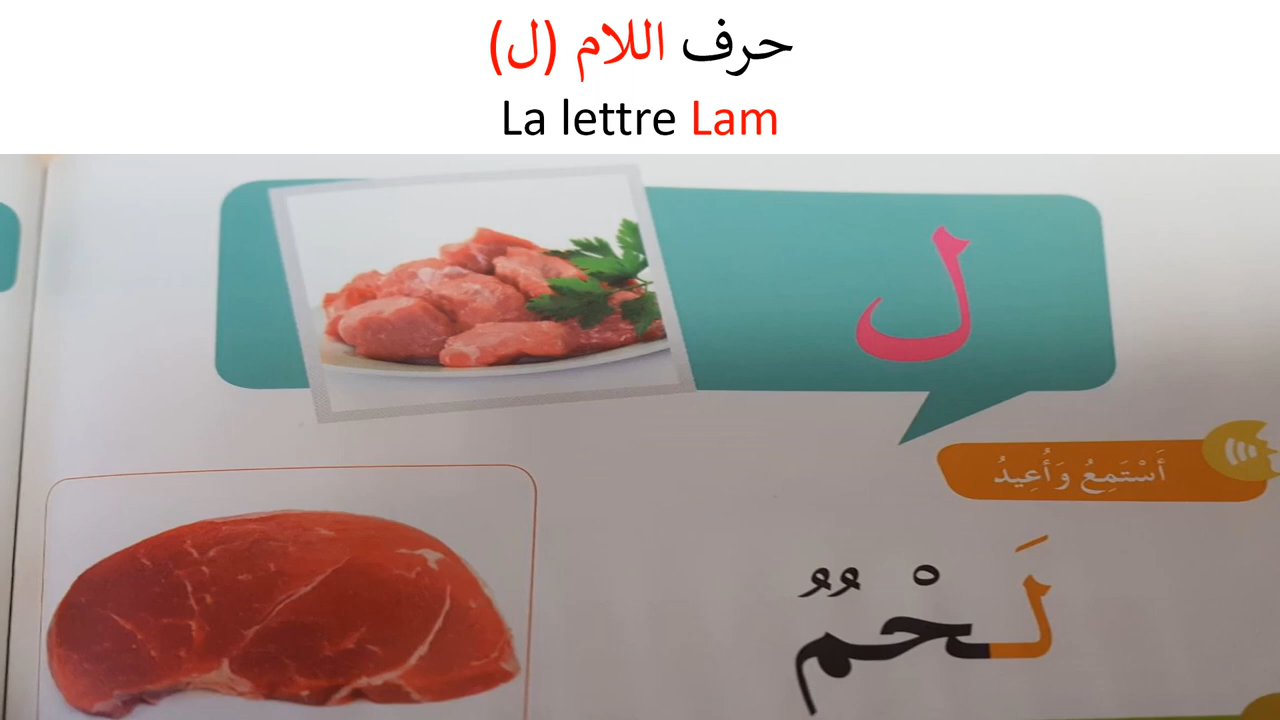 حرف اللام (ل)
La lettre Lam
ل
أَسْتَمِعُ وَأُعِيدُ
لَحْمٌ